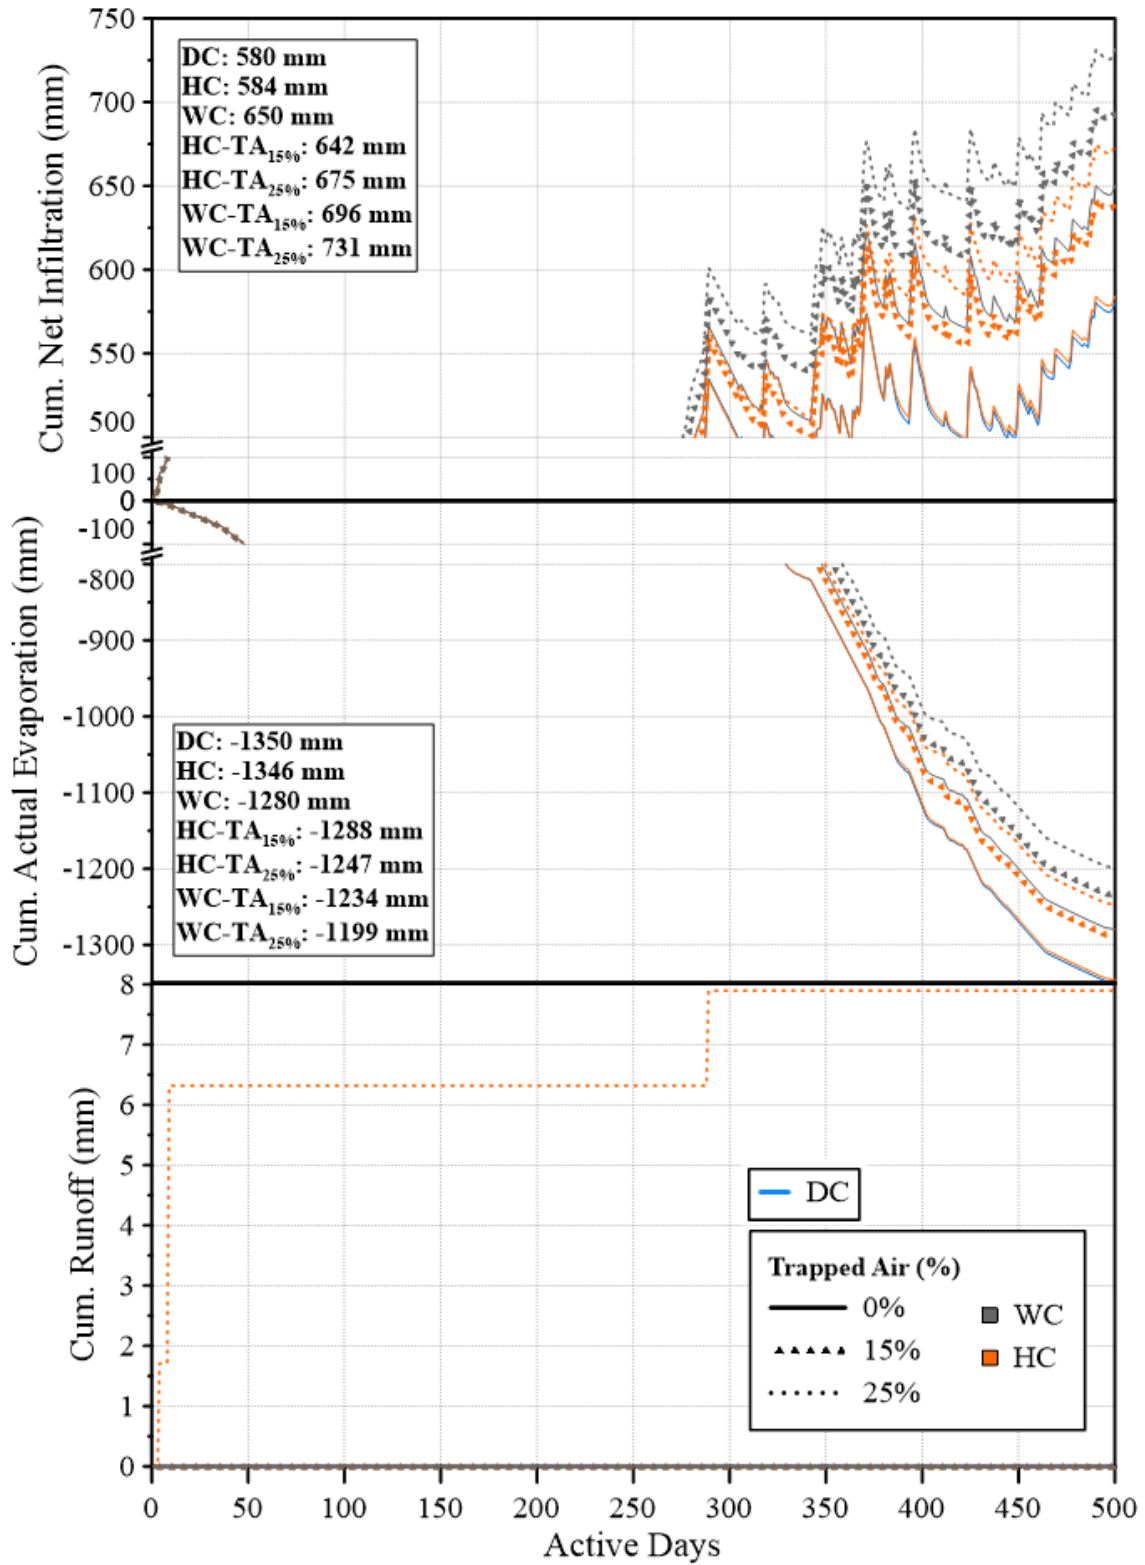 Cum. Net Infiltration (mm)
750
700
650
600
550
500
100
0
DC: 580 mm
HC: 584 mm
WC: 650 mm
HC-TA15%: 642 mm
HC-TA25%: 675 mm
WC-TA15%: 696 mm
WC-TA25%: 731 mm
Cum. Actual Evaporation (mm)
-100
-800
-900
-1000
-1100
-1200
-1300
DC: -1350 mm
HC: -1346 mm
WC: -1280 mm
HC-TA15%: -1288 mm
HC-TA25%: -1247 mm
WC-TA15%: -1234 mm
WC-TA25%: -1199 mm
Cum. Runoff (mm)
8
7
6
5
4
3
2
1
0
DC
Trapped Air (%)
0%
15%
25%
WC
HC
0 50 100 150 200 250 300 350 400 450 500
Active Days